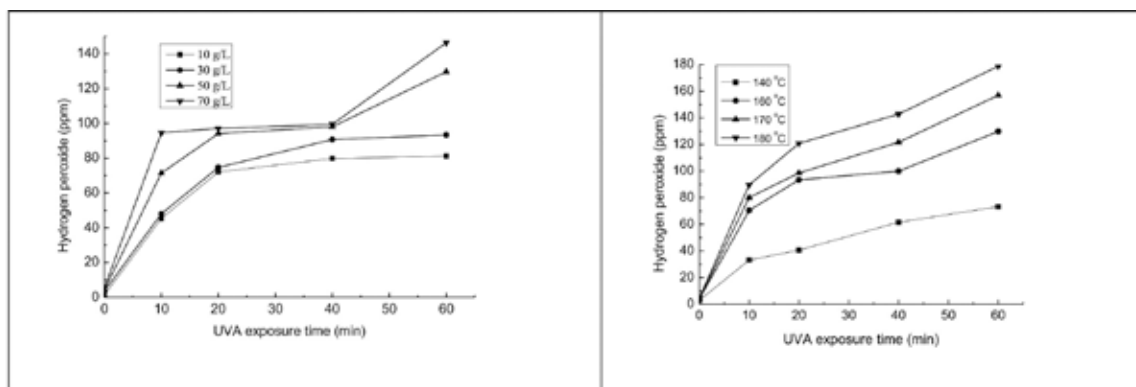 Hydrogen peroxide (ppm)
140
120
100
80
60
40
20
0
10 g/L
30 g/L
50 g/L
70 g/L
0 10 20 30 40 50 60
UVA exposure time (min)
Hydrogen peroxide (ppm)
180
160
140
120
100
80
60
40
20
0
140 °C
160 °C
170 °C
180 °C
0 10 20 30 40 50 60
UVA exposure time (min)